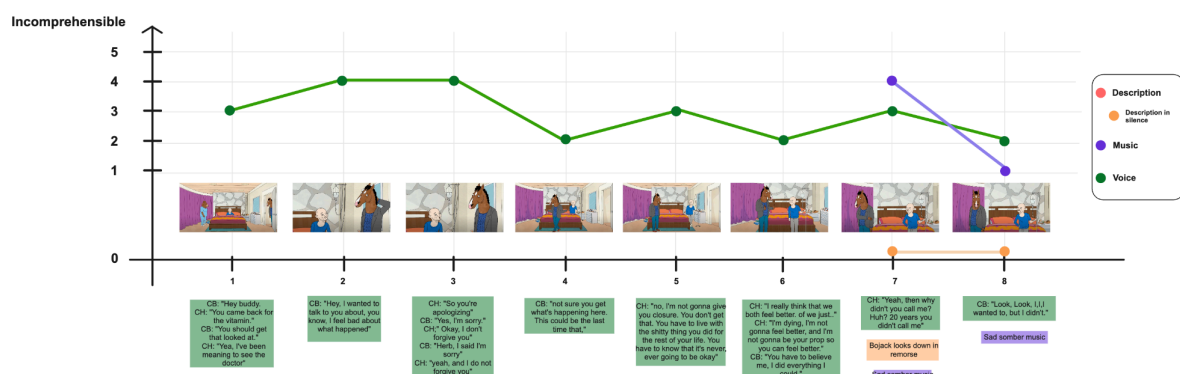 Incomprehensible
5
4
3
2
1
0
Description
Description in
silence
Music
Voice
1
2
3
4
5
6
7
8
CB: "Hey buddy.
CH: "You came back for
the vitamin."
CB: "You should get
that looked at."
CH: "Yea, I've been
meaning to see the
doctor"
CB: "Hey, I wanted to
talk to you about, you
know, I feel bad about
what happened"
CH: "So you're
apologizing"
CB: "Yes, I'm sorry."
CH;" Okay, I don't
forgive you"
CB: "Herb, I said I'm
sorry"
CH: "yeah, and I do not
forgive you"
CB: "not sure you get
what's happening here.
This could be the last
time that,"
CH: "no, I'm not gonna give
you closure. You don't get
that. You have to live with
the shitty thing you did for
the rest of your life. You
have to know that it's never,
ever going to be okay"
CH: "I really think that we
both feel better. of we just.."
CH: "I'm dying, I'm not
gonna feel better, and I'm
not gonna be your prop so
you can feel better."
CB: "You have to believe
me, I did everything I
could."
CH: "Yeah, then why
didn't you call me?
Huh? 20 years you
didn't call me"
Bojack looks down in
remorse
Sad somber music
CB: "Look, Look, I,I,I
wanted to, but I didn't."
Sad somber music